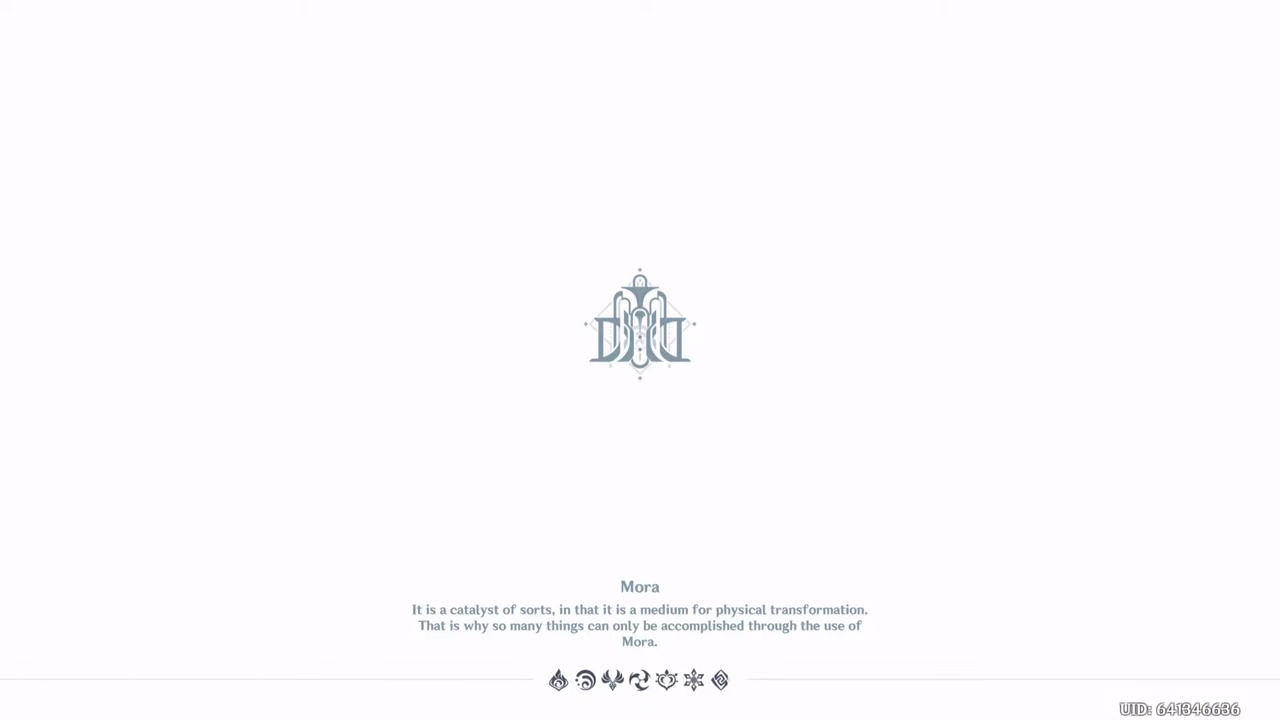 Mora
It is a catalyst of sorts, in that it is a medium for physical transformation.
That is why so many things can only be accomplished through the use of
Mora.
UID: 641346636